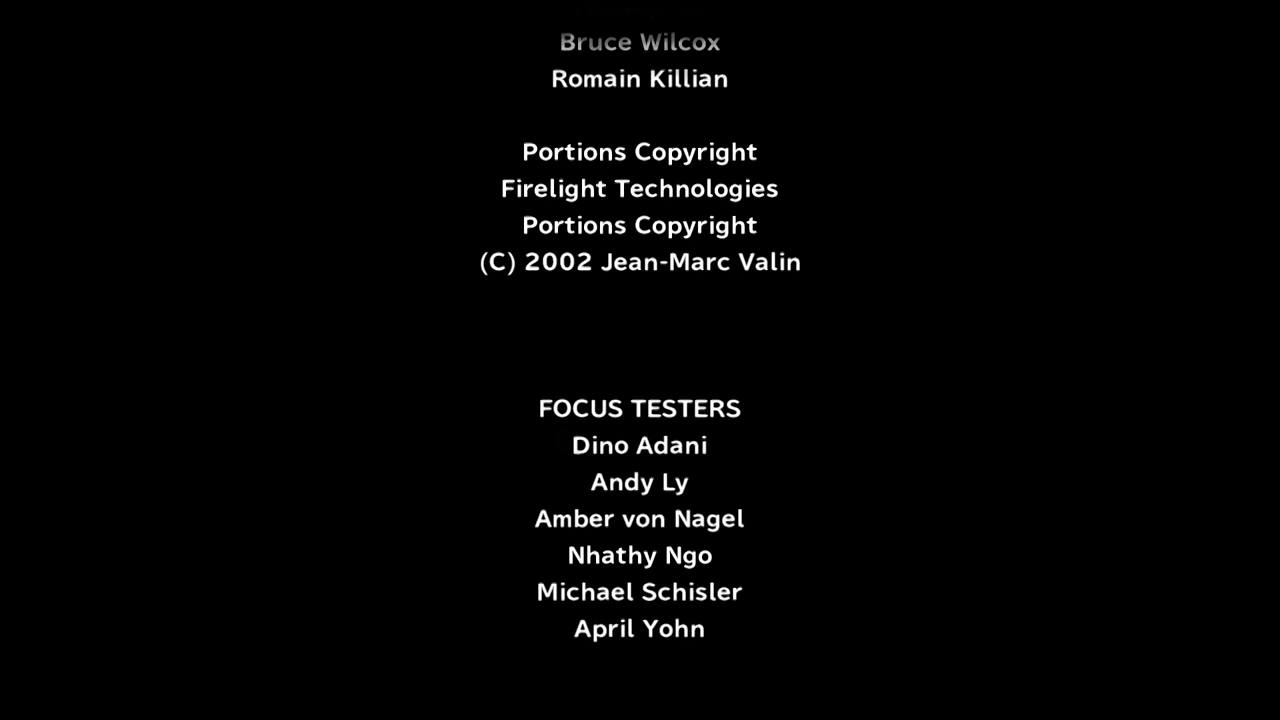 Bruce Wilcox
Romain Killian
Portions Copyright
Firelight Technologies
Portions Copyright
(C) 2002 Jean-Marc Valin
FOCUS TESTERS
Dino Adani
Andy Ly
Amber von Nagel
Nhathy Ngo
Michael Schisler
April Yohn